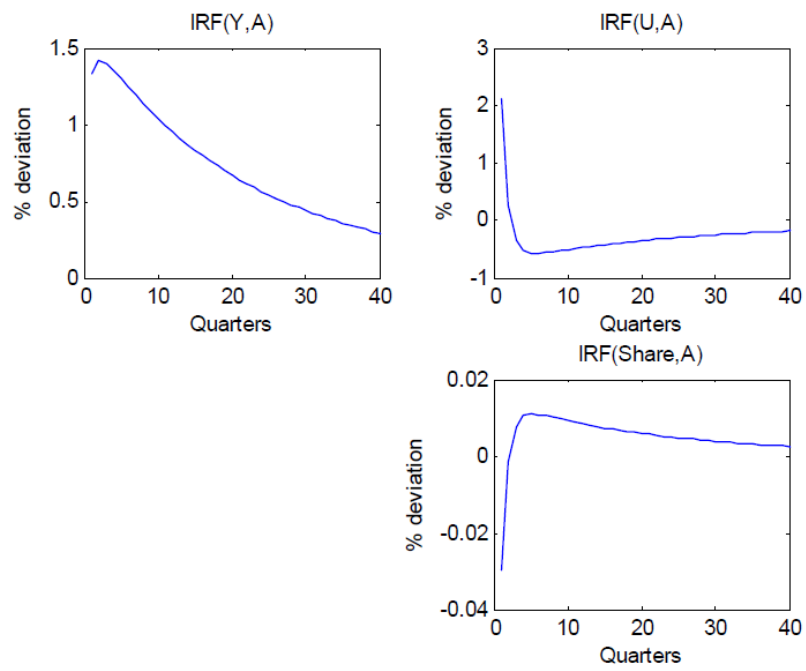 IRF(Y,A)
1.5
1
0.5
0
% deviation
0 10 20 30 40
Quarters
IRF(U,A)
3
2
1
0
-1
% deviation
0 10 20 30 40
Quarters
IRF(Share,A)
0.02
0
-0.02
-0.04
% deviation
0 10 20 30 40
Quarters